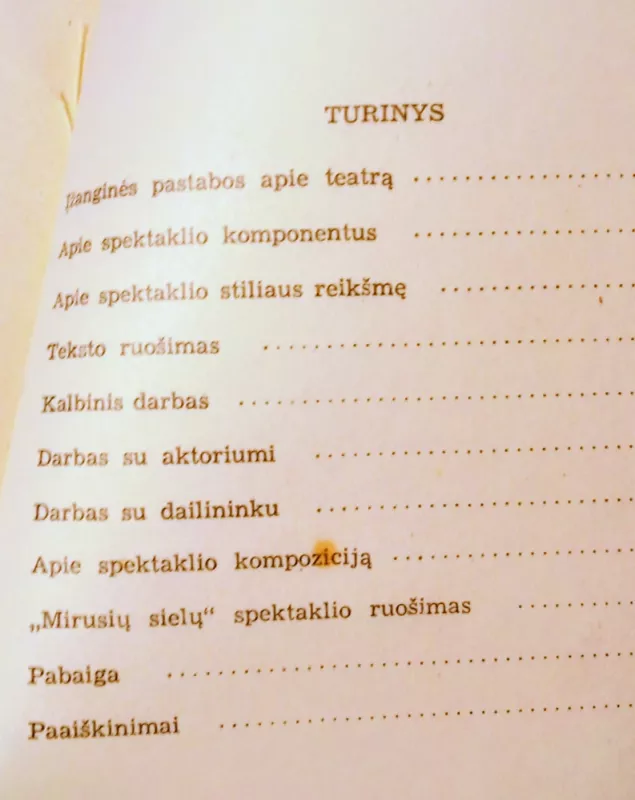 TURINYS
Įžanginės pastabos apie teatrą
Apie spektaklio komponentus
Apie spektaklio stiliaus reikšmę
Teksto ruošimas
Kalbinis darbas
Darbas su aktoriumi
Darbas su dailininku
Apie spektaklio kompoziciją
„Mirusių sielų“ spektaklio ruošimas
Pabaiga
Paaiškinimai